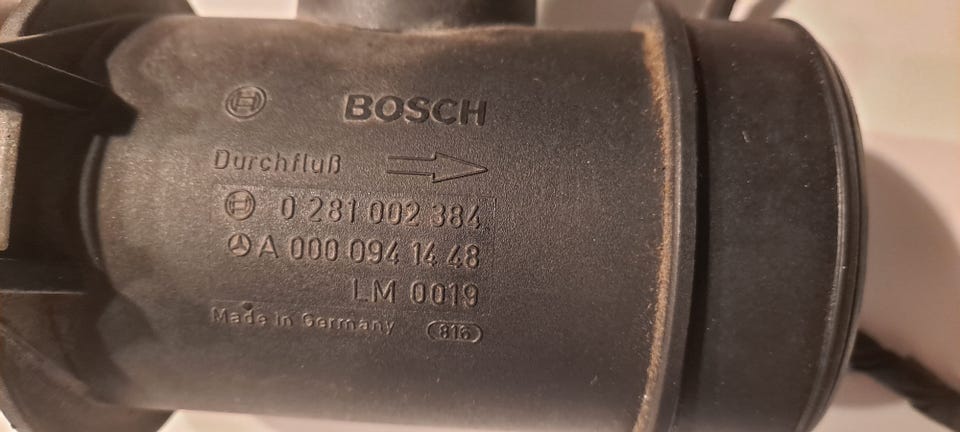 BOSCH
Durchfluß
0 281 002 384
A 000 094 14 48
LM 0019
Made in Germany 816